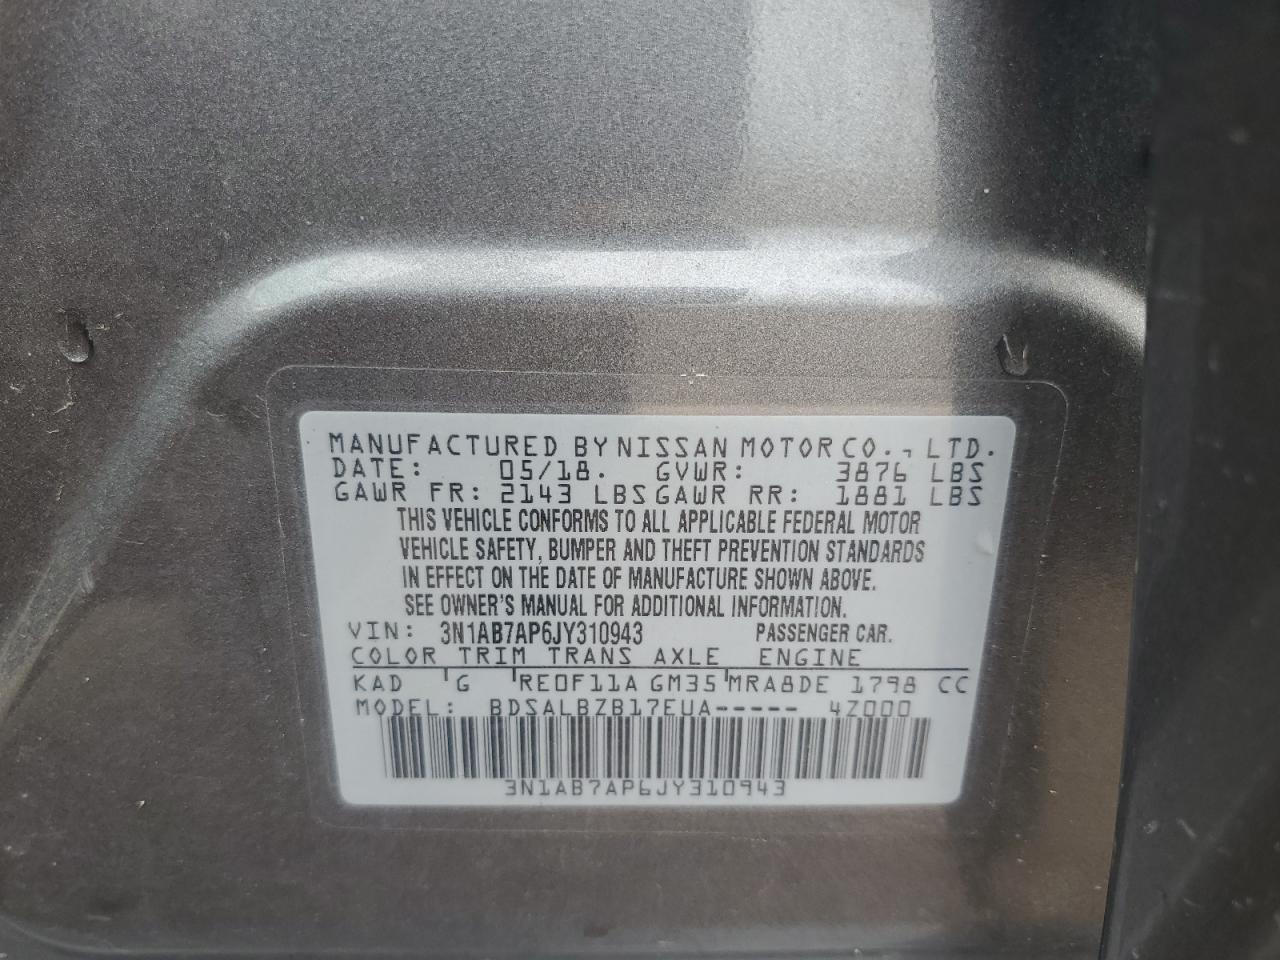 MANUFACTURED BY NISSAN MOTOR CO., LTD.
DATE: 05/18. GVWR: 3876 LBS
GAWR FR: 2143 LBS GAWR RR: 1881 LBS
THIS VEHICLE CONFORMS TO ALL APPLICABLE FEDERAL MOTOR
VEHICLE SAFETY, BUMPER AND THEFT PREVENTION STANDARDS
IN EFFECT ON THE DATE OF MANUFACTURE SHOWN ABOVE.
SEE OWNER'S MANUAL FOR ADDITIONAL INFORMATION.
VIN: 3N1AB7AP6JY310943 PASSENGER CAR.
COLOR TRIM TRANS AXLE ENGINE
KAD G RE0F11A GM35 MRA8DE 1798 CC
MODEL: BDSALBZB17EUA----- 4Z000
3N1AB7AP6JY310943